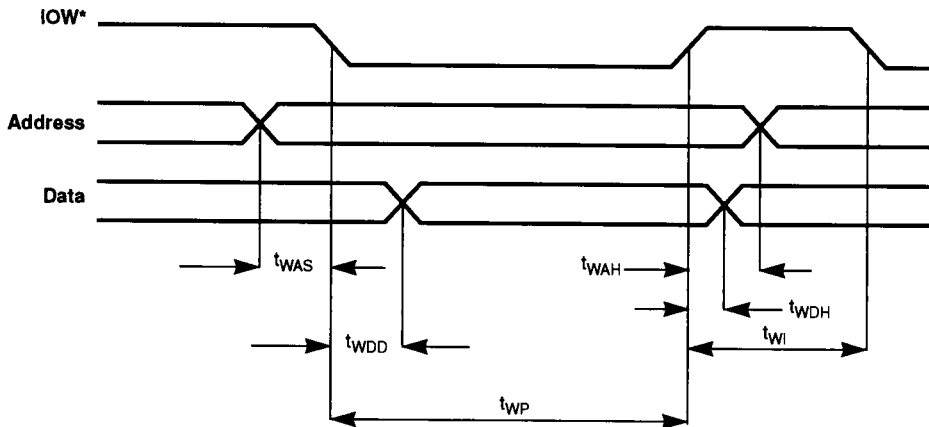 IOW*
Address
Data
tWAS
tWAH
tWDH
tWDD
tWI
tWP